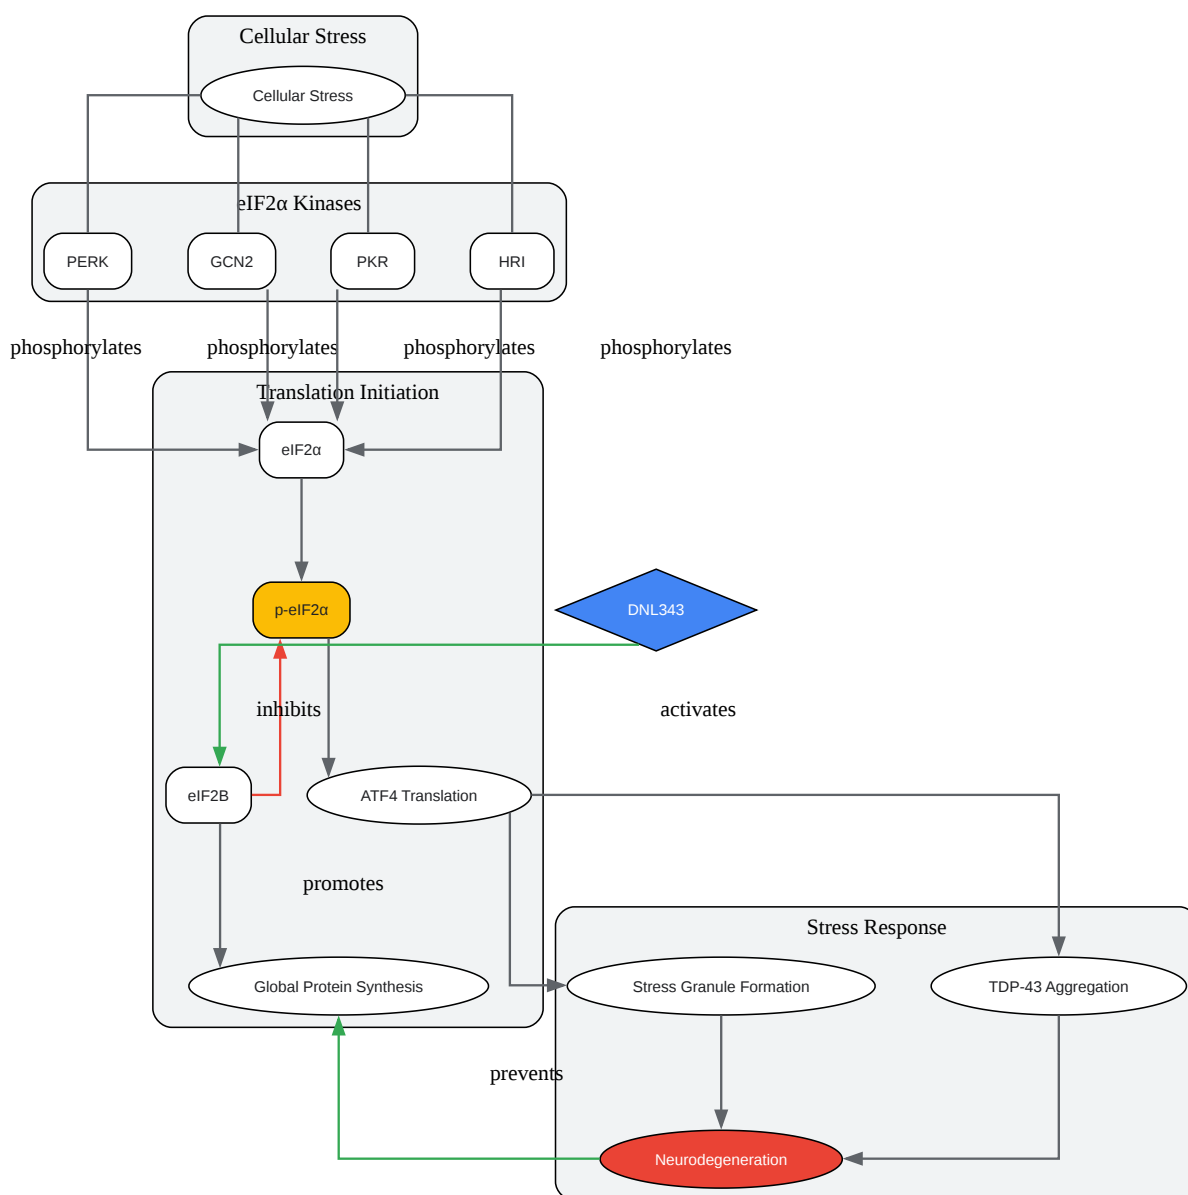 Cellular Stress
Cellular Stress
eIF2α Kinases
PERK
GCN2
PKR
HRI
phosphorylates
phosphorylates
phosphorylates
phosphorylates
Translation Initiation
eIF2α
p-eIF2α
DNL343
inhibits
activates
eIF2B
ATF4 Translation
promotes
Stress Response
Global Protein Synthesis
Stress Granule Formation
TDP-43 Aggregation
prevents
Neurodegeneration